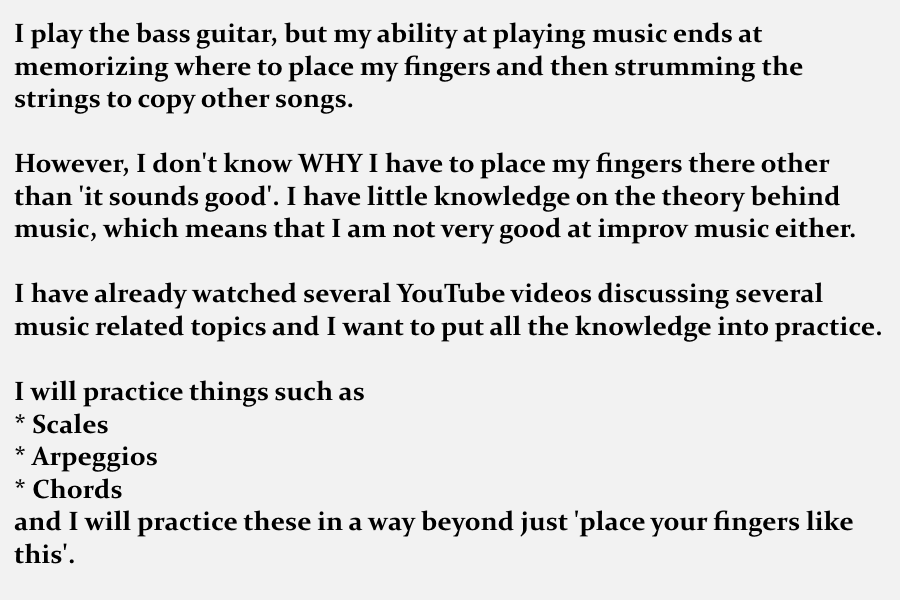 I play the bass guitar, but my ability at playing music ends at
memorizing where to place my fingers and then strumming the
strings to copy other songs.
However, I don't know WHY I have to place my fingers there other
than 'it sounds good'. I have little knowledge on the theory behind
music, which means that I am not very good at improv music either.
I have already watched several YouTube videos discussing several
music related topics and I want to put all the knowledge into practice.
I will practice things such as
* Scales
* Arpeggios
* Chords
and I will practice these in a way beyond just 'place your fingers like
this'.